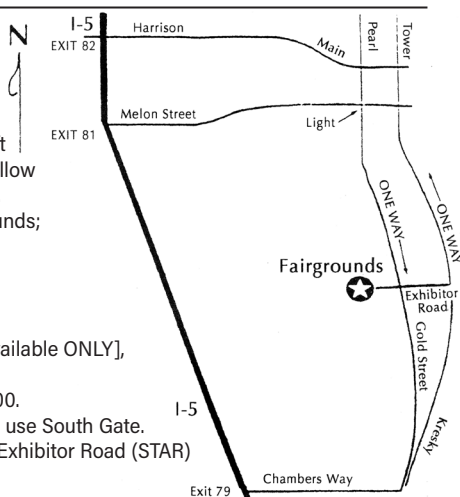 N
I-5
EXIT 82
Harrison
Main
Pearl
Tower
EXIT 81
Melon Street
Light
t
llow
unds;
ONE WAY
ONE WAY
Fairgrounds
Exhibitor
Road
Gold Street
Kresky
ailable ONLY],
00.
use South Gate.
Exhibitor Road (STAR)
I-5
Exit 79
Chambers Way